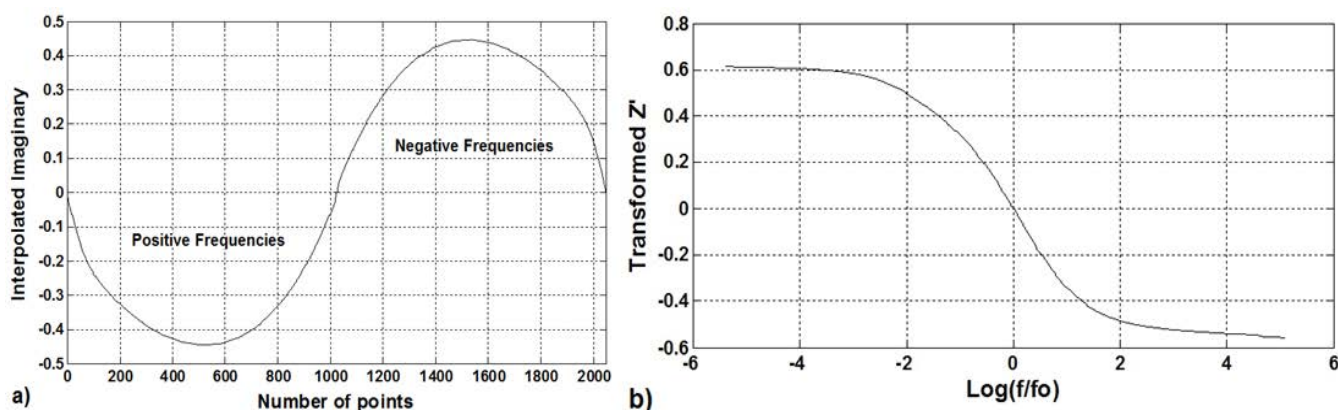 Interpolated Imaginary
0.5
0.4
0.3
0.2
0.1
0
-0.1
-0.2
-0.3
-0.4
-0.5
Negative Frequencies
Positive Frequencies
0 200 400 600 800 1000 1200 1400 1600 1800 2000
Number of points
a)
Transformed Z'
0.8
0.6
0.4
0.2
0
-0.2
-0.4
-0.6
-6 -4 -2 0 2 4 6
Log(f/fo)
b)